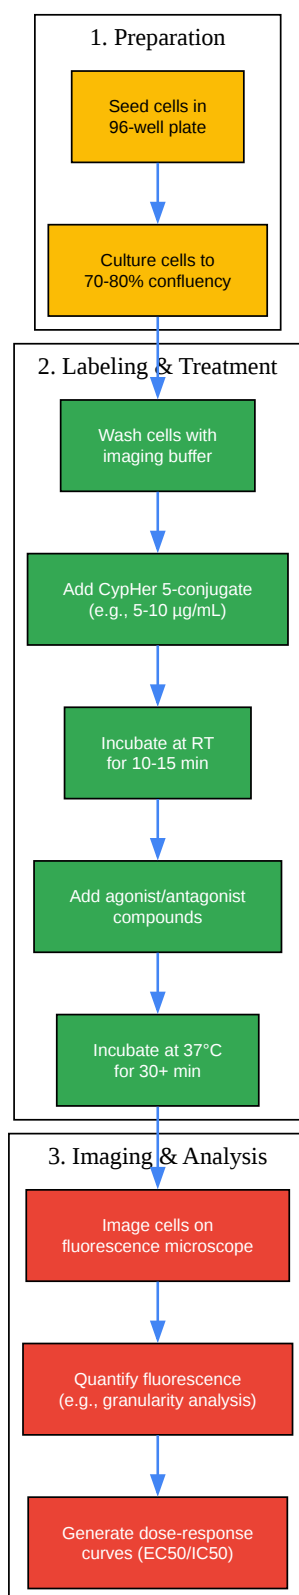 1. Preparation
Seed cells in
96-well plate
Culture cells to
70-80% confluency
2. Labeling & Treatment
Wash cells with
imaging buffer
Add CypHer 5-conjugate
(e.g., 5-10 µg/mL)
Incubate at RT
for 10-15 min
Add agonist/antagonist
compounds
Incubate at 37°C
for 30+ min
3. Imaging & Analysis
Image cells on
fluorescence microscope
Quantify fluorescence
(e.g., granularity analysis)
Generate dose-response
curves (EC50/IC50)